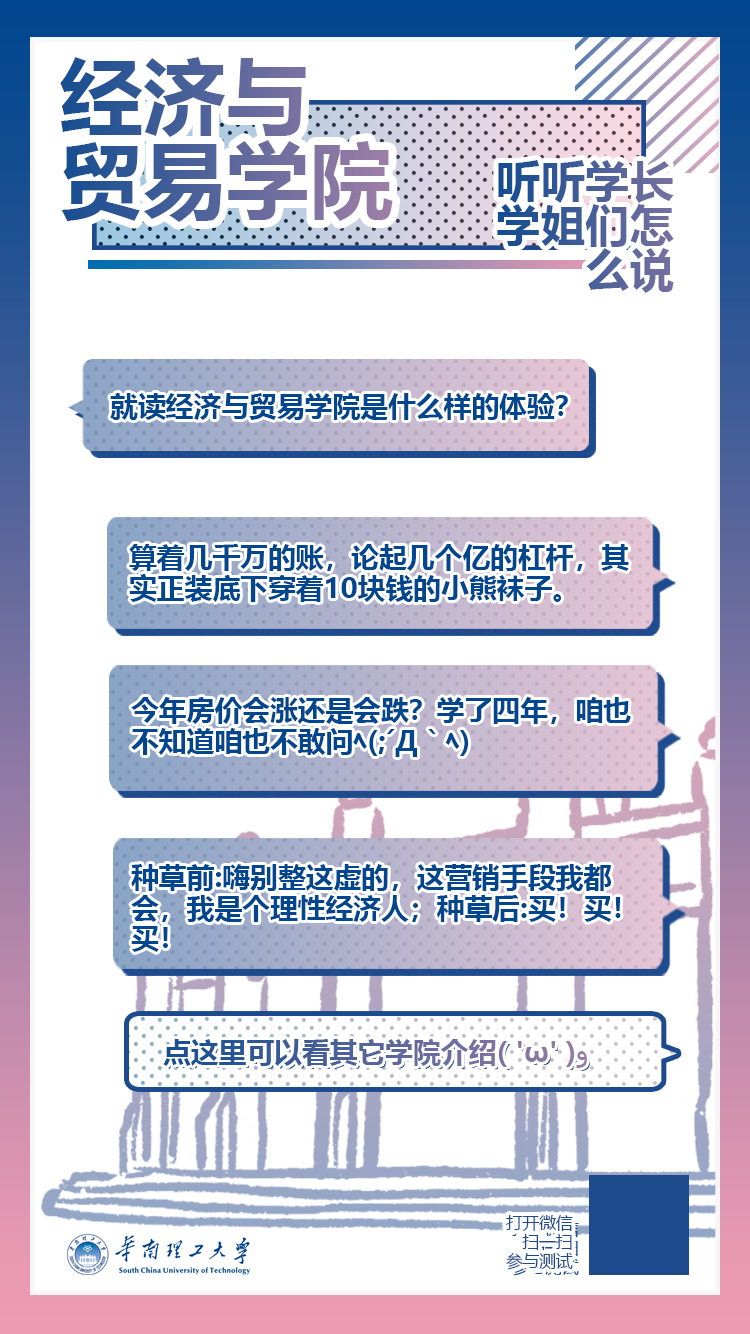 经济与
贸易学院
听听学长
学姐们怎
么说
就读经济与贸易学院是什么样的体验？
算着几千万的账，论起几个亿的杠杆，其
实正装底下穿着10块钱的小熊袜子。
今年房价会涨还是会跌？学了四年，咱也
不知道咱也不敢问^(;´Д｀^)
种草前:嗨别整这虚的，这营销手段我都
会，我是个理性经济人；种草后:买！买！
买！
点这里可以看其它学院介绍( 'ω' )و
华南理工大学
South China University of Technology
打开微信
扫一扫
参与测试